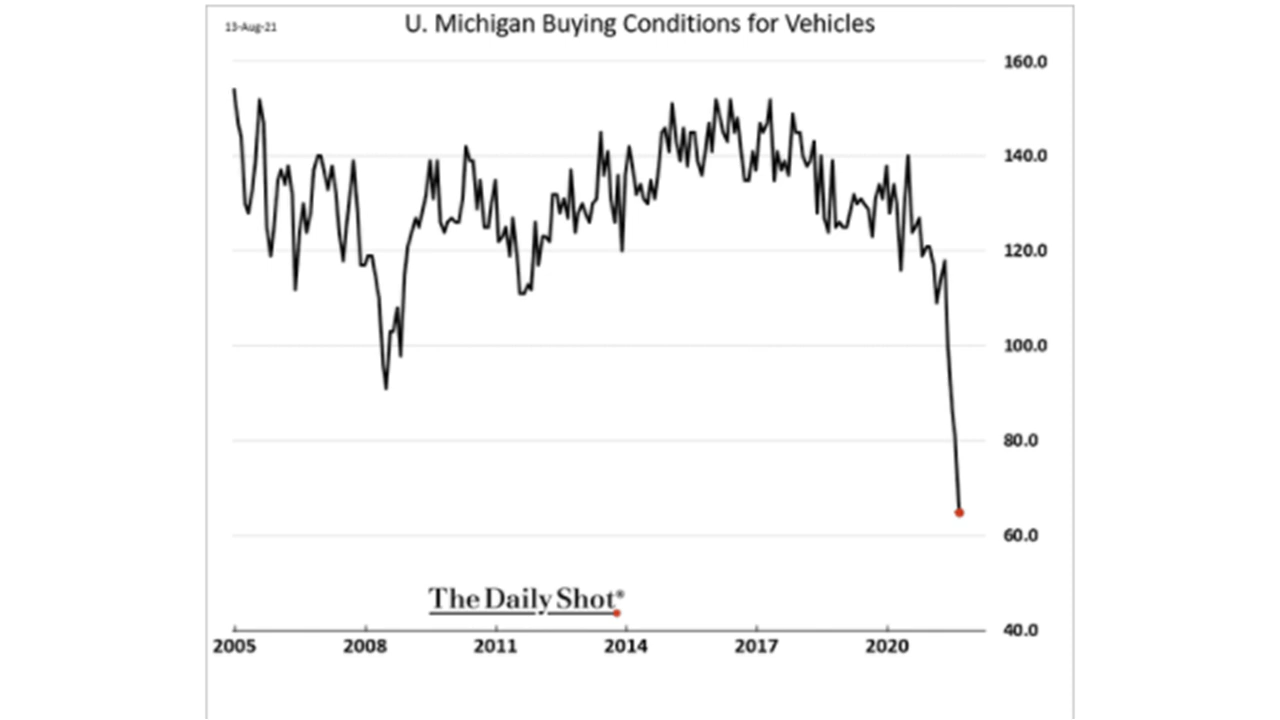 13-Aug-21
U. Michigan Buying Conditions for Vehicles
160.0
140.0
120.0
100.0
80.0
60.0
The Daily Shot®
40.0
2005 2008 2011 2014 2017 2020